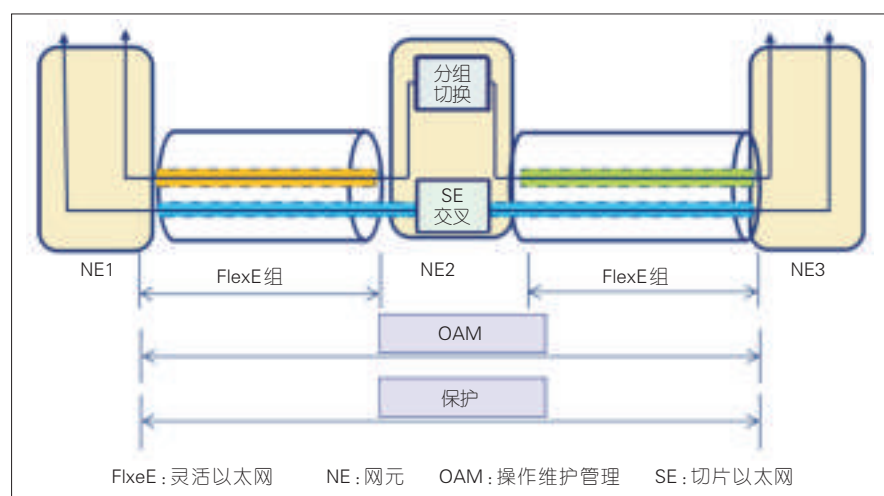 分组
切换
SE
交叉
NE1
FlexE组
NE2
FlexE组
NE3
OAM
保护
FlxeE:灵活以太网 NE:网元 OAM:操作维护管理 SE:切片以太网